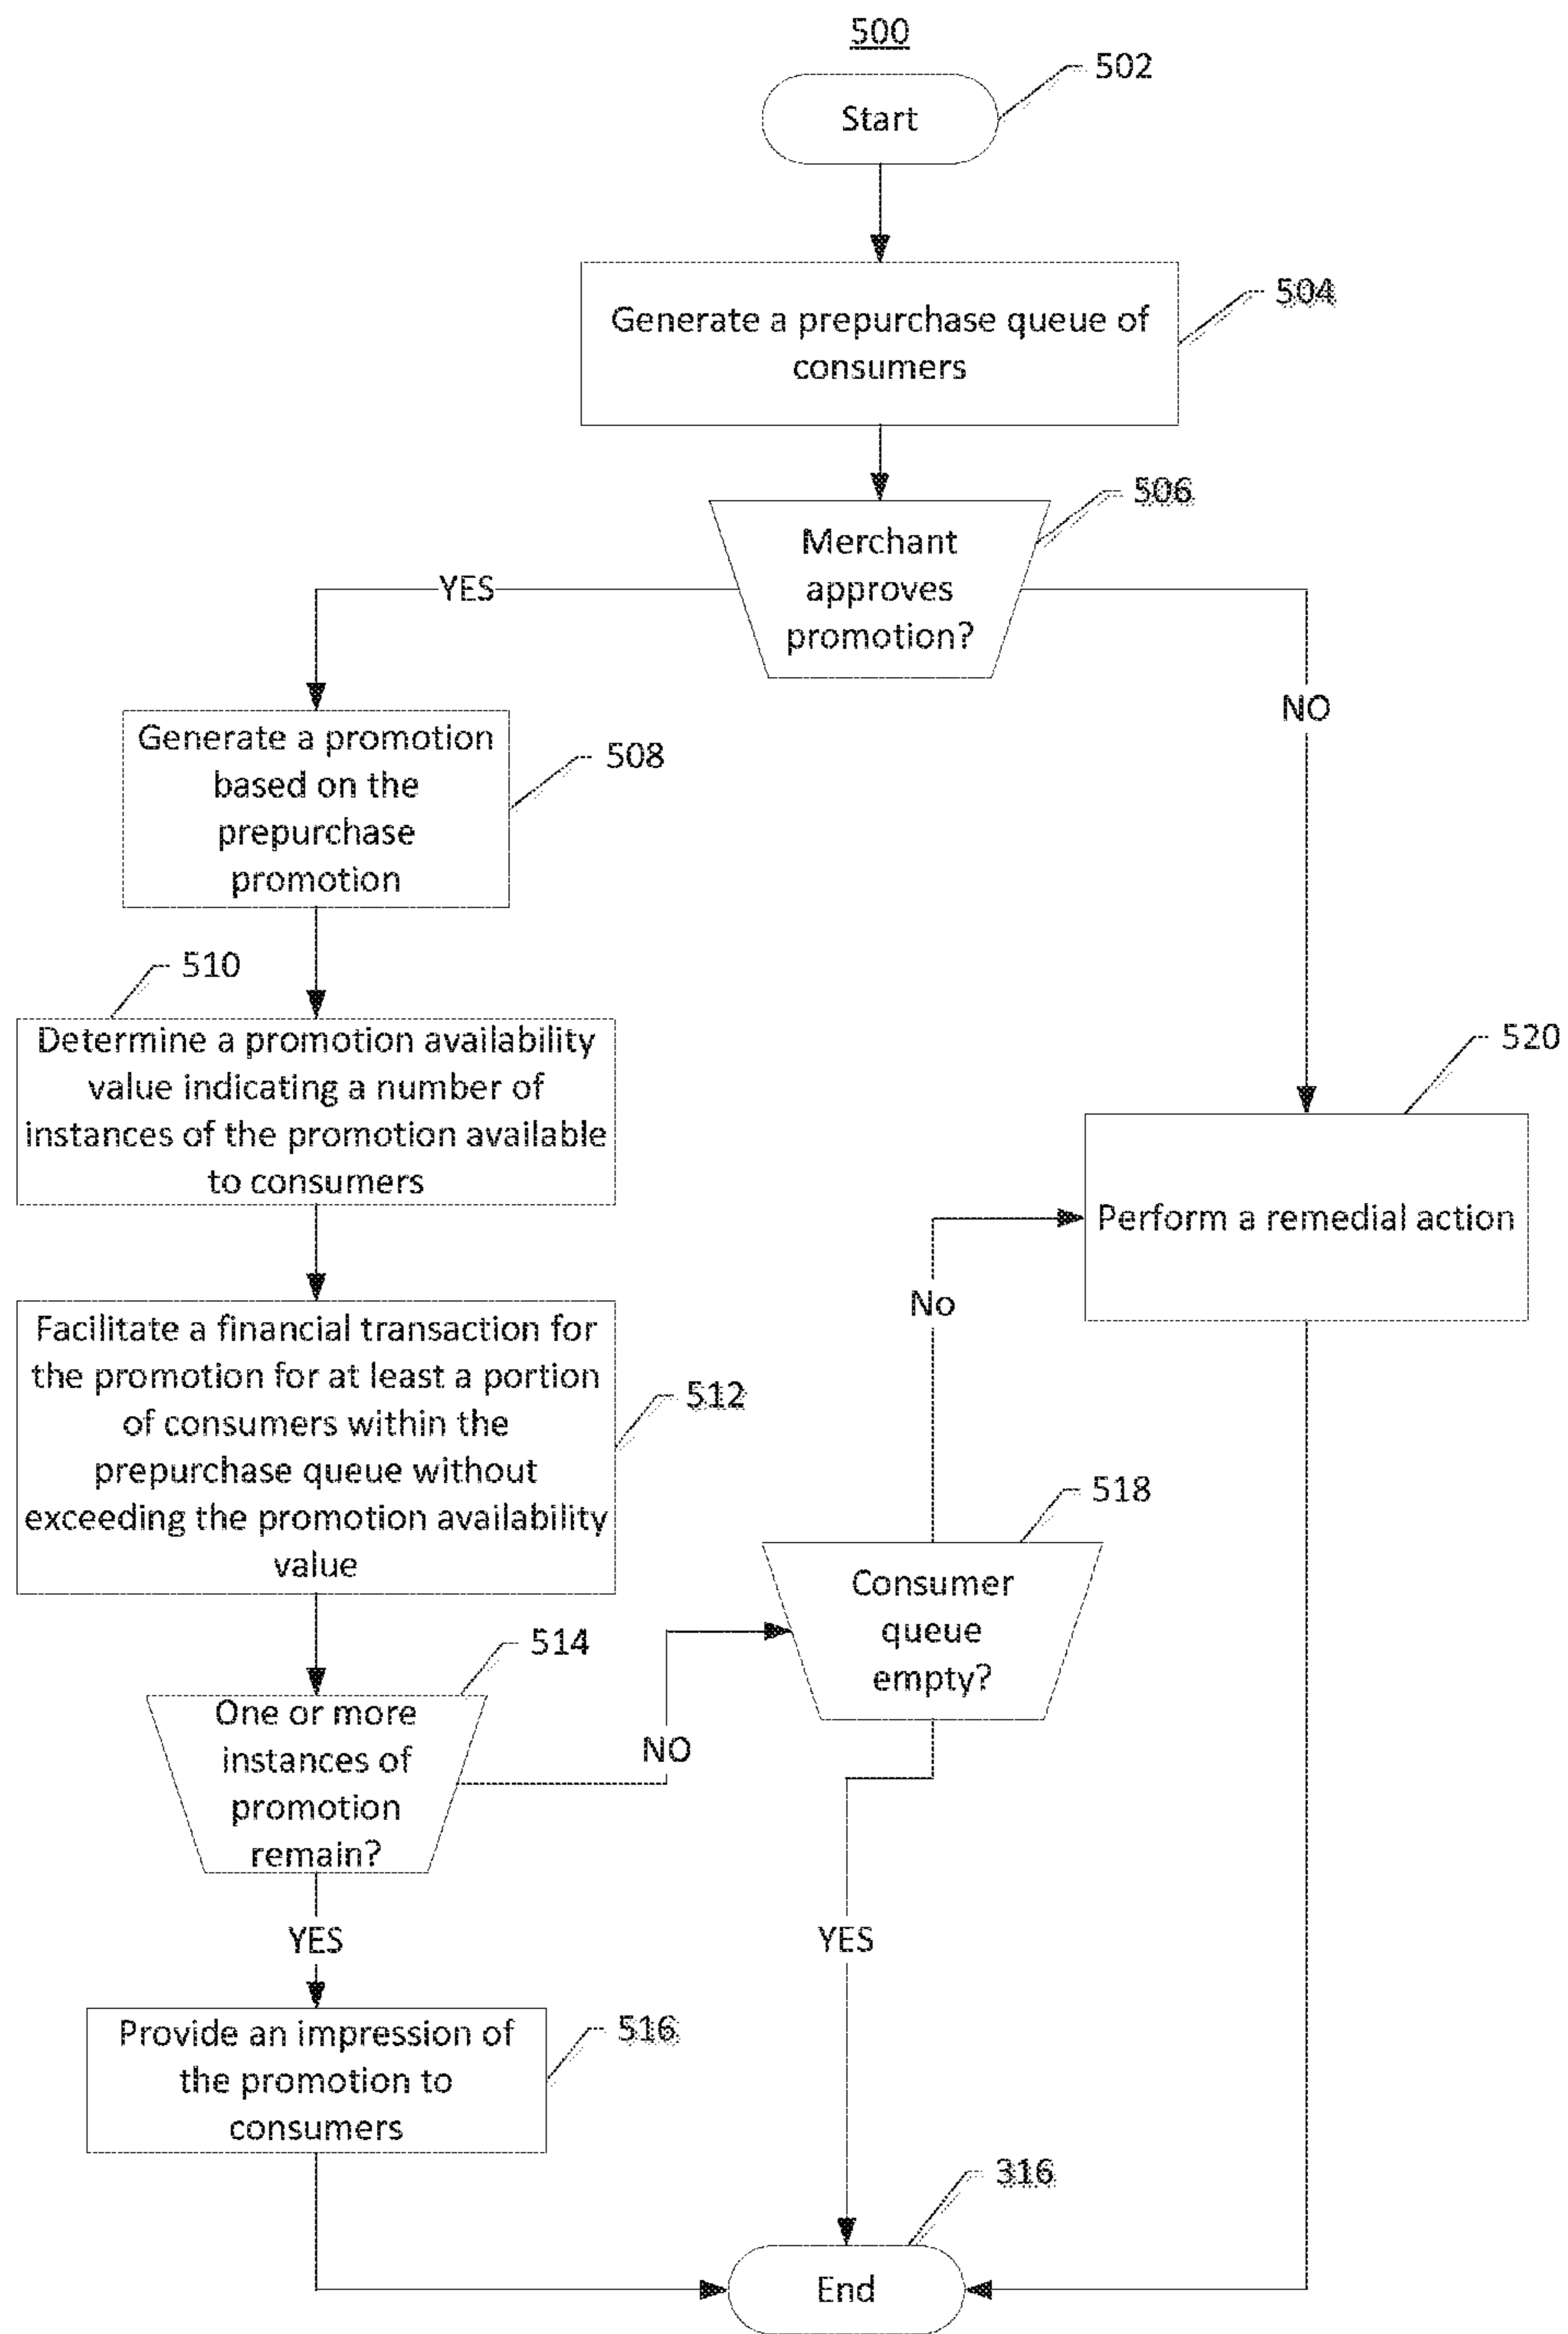 500
502
Start
504
Generate a prepurchase queue of
consumers
506
Merchant
approves
promotion?
YES
NO
Generate a promotion
based on the
prepurchase
promotion
508
510
Determine a promotion availability
value indicating a number of
instances of the promotion available
to consumers
520
Perform a remedial action
Facilitate a financial transaction for
the promotion for at least a portion
of consumers within the
prepurchase queue without
exceeding the promotion availability
value
512
No
518
Consumer
queue
empty?
514
One or more
instances of
promotion
remain?
NO
YES
YES
Provide an impression of
the promotion to
consumers
516
316
End